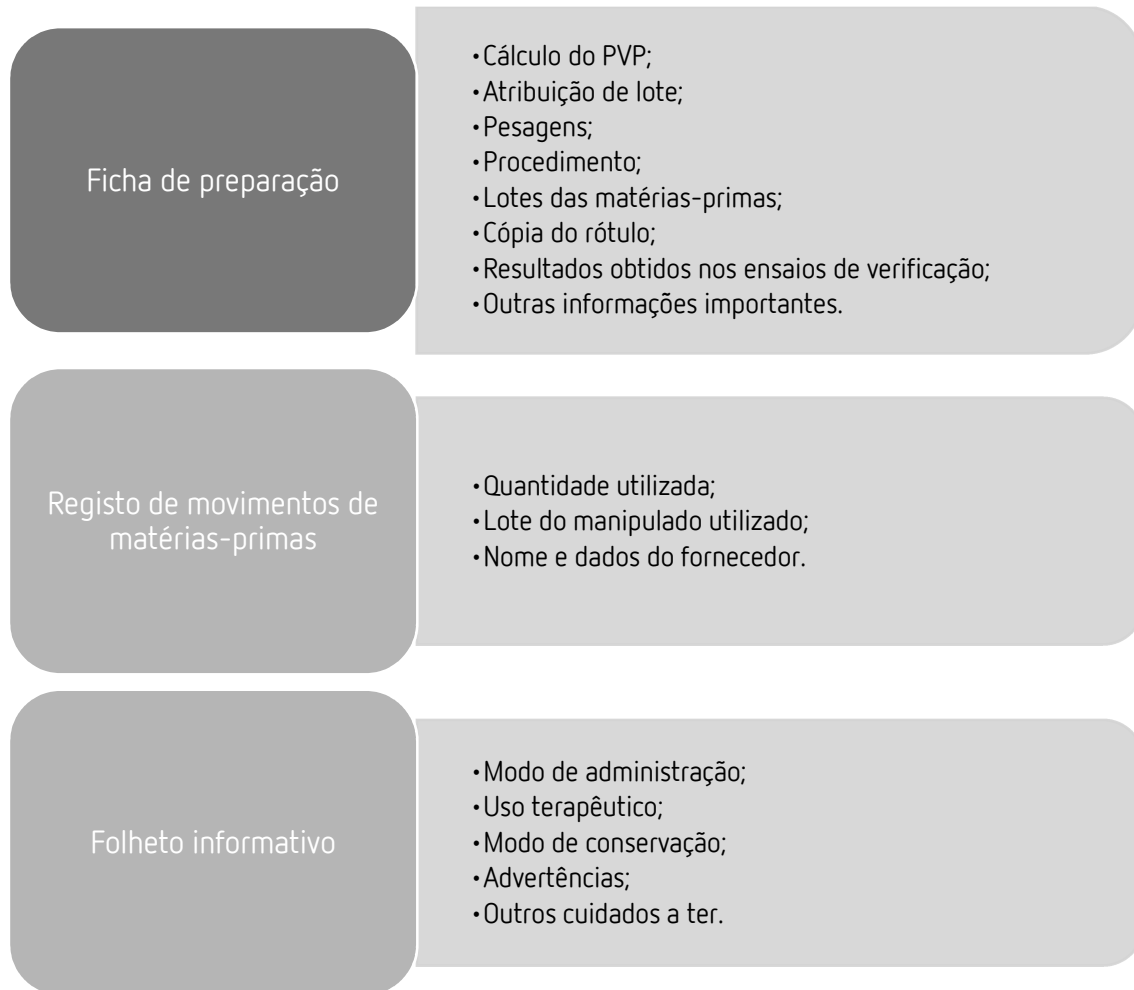 Ficha de preparação
•Cálculo do PVP;
•Atribuição de lote;
•Pesagens;
•Procedimento;
•Lotes das matérias-primas;
•Cópia do rótulo;
•Resultados obtidos nos ensaios de verificação;
•Outras informações importantes.
Registo de movimentos de
matérias-primas
•Quantidade utilizada;
•Lote do manipulado utilizado;
•Nome e dados do fornecedor.
Folheto informativo
•Modo de administração;
•Uso terapêutico;
•Modo de conservação;
•Advertências;
•Outros cuidados a ter.